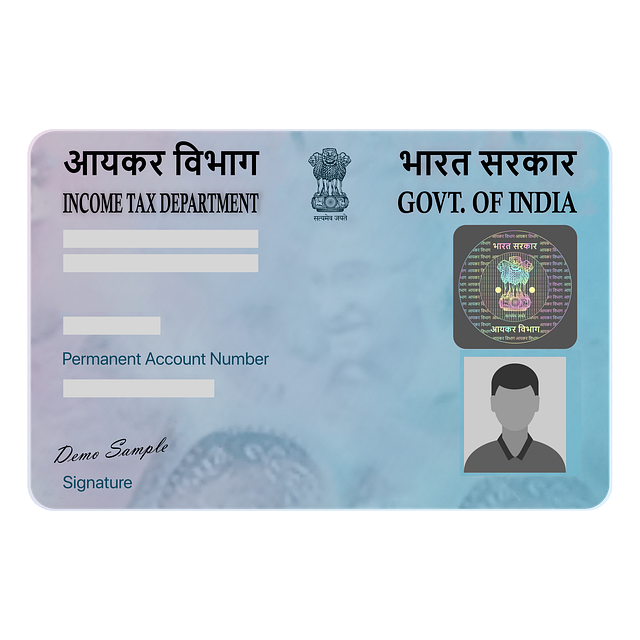 आयकर विभाग
INCOME TAX DEPARTMENT
सत्यमेव जयते
भारत सरकार
GOVT. OF INDIA
भारत सरकार
आयकर विभाग
Permanent Account Number
Demo Sample
Signature